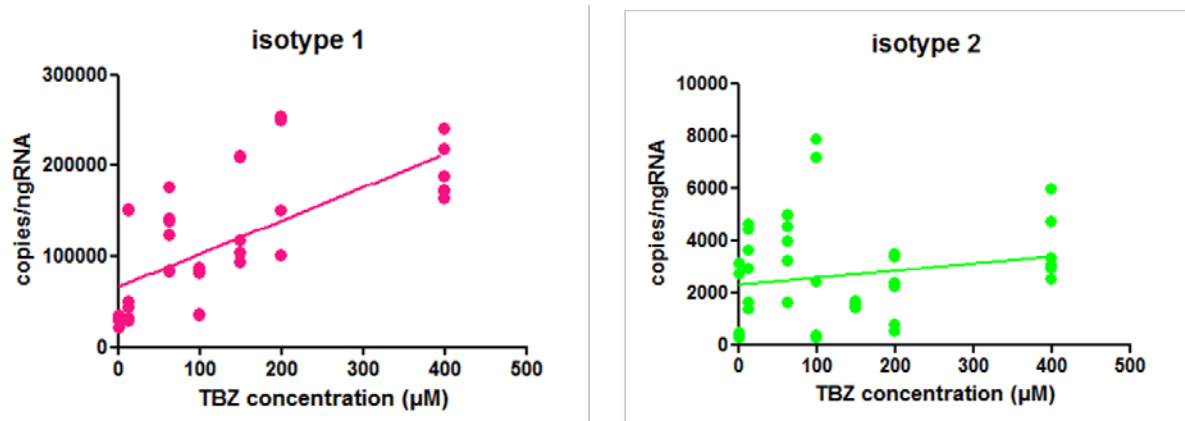 isotype 1
copies/ngRNA
300000
200000
100000
0
0 100 200 300 400 500
TBZ concentration (µM)
isotype 2
copies/ngRNA
10000
8000
6000
4000
2000
0
0 100 200 300 400 500
TBZ concentration (µM)